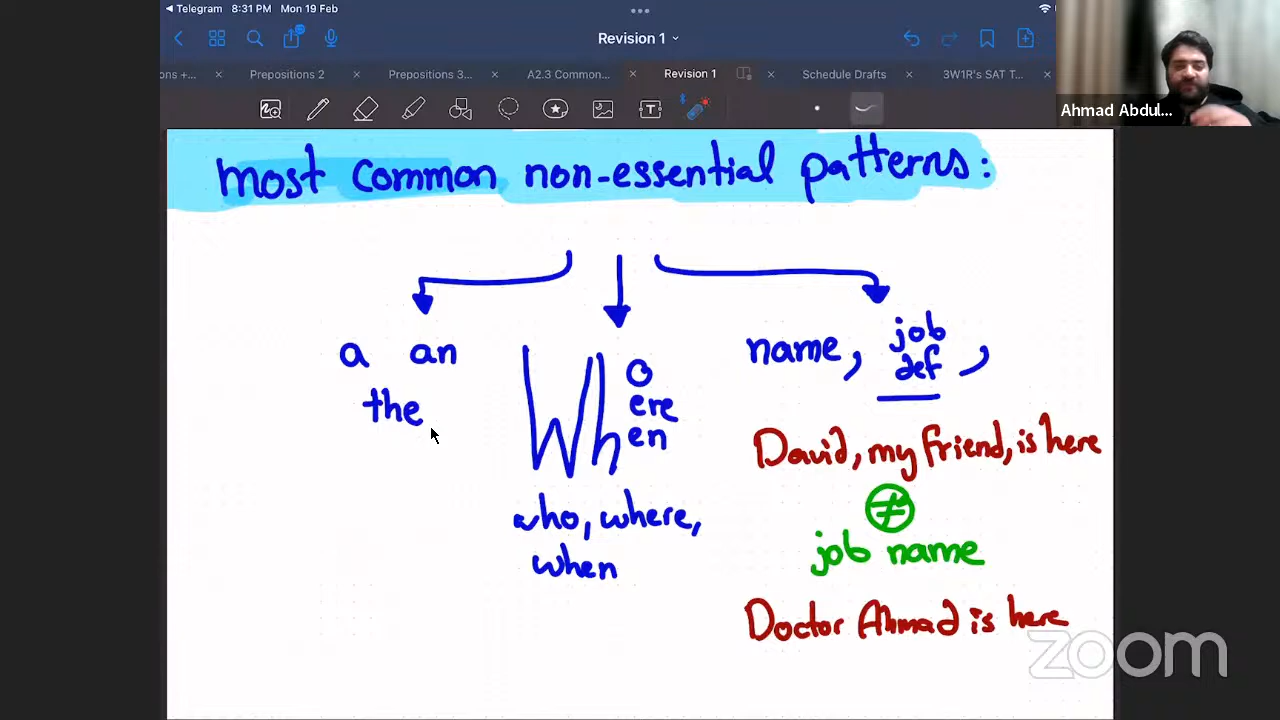 Telegram 8:31 PM Mon 19 Feb
Revision 1
ons +...
Prepositions 2
Prepositions 3...
A2.3 Common...
Revision 1
Schedule Drafts
3W1R's SAT T...
Ahmad Abdul...
most common non-essential patterns:
a an
the
Wh o
ere
en
who, where,
when
name, job def ,
David, my friend, is here
≠
job name
Doctor Ahmad is here
zoom